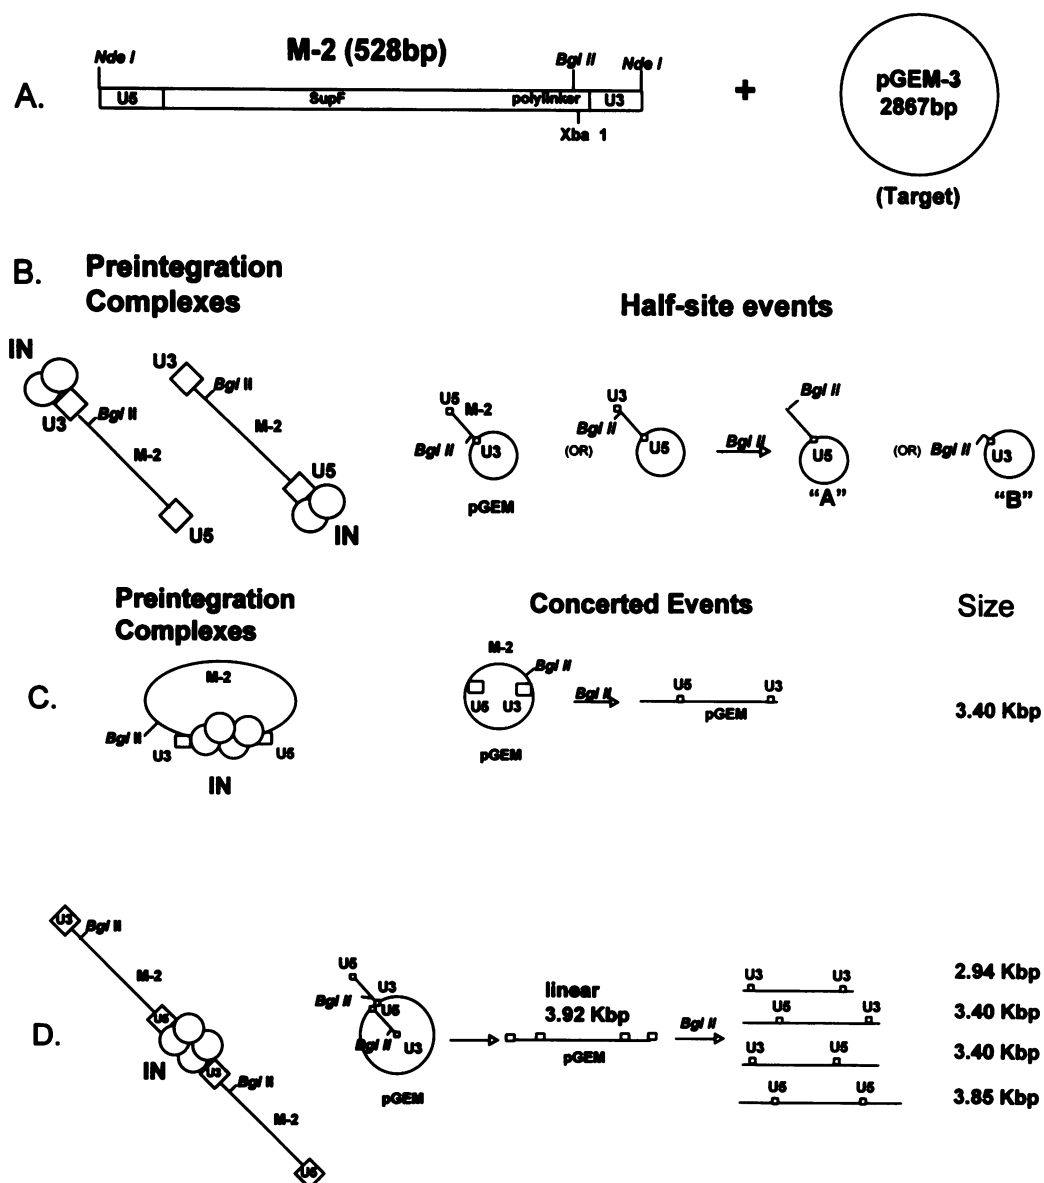 A.
M-2 (528bp)
Nde I
Bgl II
Nde I
U5
SupF
polylinker
U3
Xba 1
+
pGEM-3
2867bp
(Target)
B.
Preintegration
Complexes
Half-site events
IN
U3
Bgl II
M-2
U5
U3
Bgl II
M-2
U5
IN
U5
M-2
Bgl II
U3
pGEM
(OR)
U3
Bgl II
U5
Bgl II
Bgl II
U5
“A”
(OR)
Bgl II
U3
“B”
Preintegration
Complexes
Concerted Events
Size
C.
M-2
Bgl II
U3
U5
IN
M-2
Bgl II
U5
U3
pGEM
Bgl II
U5
U3
pGEM
3.40 Kbp
D.
U3
Bgl II
M-2
U5
IN
U3
Bgl II
M-2
U5
U5
Bgl II
U3
U5
Bgl II
U3
pGEM
linear
3.92 Kbp
pGEM
Bgl II
U3 U3
2.94 Kbp
U5 U3
3.40 Kbp
U3 U5
3.40 Kbp
U5 U5
3.85 Kbp